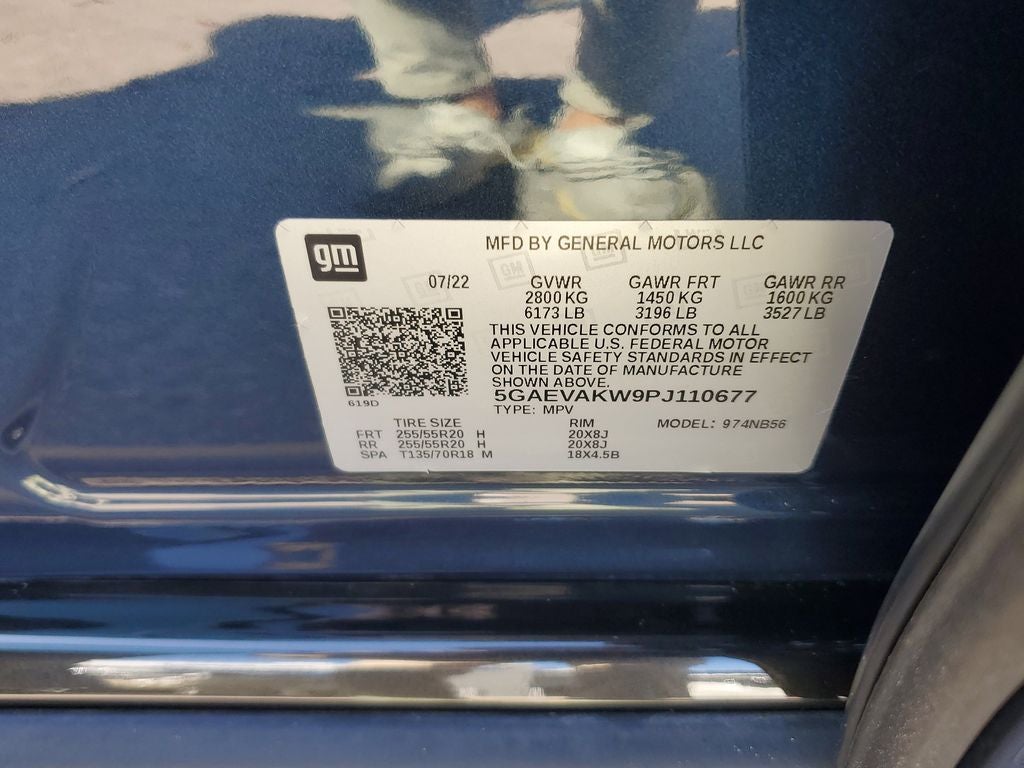 gm
MFD BY GENERAL MOTORS LLC
07/22 GVWR GAWR FRT GAWR RR
2800 KG 1450 KG 1600 KG
6173 LB 3196 LB 3527 LB
THIS VEHICLE CONFORMS TO ALL
APPLICABLE U.S. FEDERAL MOTOR
VEHICLE SAFETY STANDARDS IN EFFECT
ON THE DATE OF MANUFACTURE
SHOWN ABOVE.
5GAEVAKW9PJ110677
619D
TYPE: MPV
TIRE SIZE RIM MODEL: 974NB56
FRT 255/55R20 H 20X8J
RR 255/55R20 H 20X8J
SPA T135/70R18 M 18X4.5B